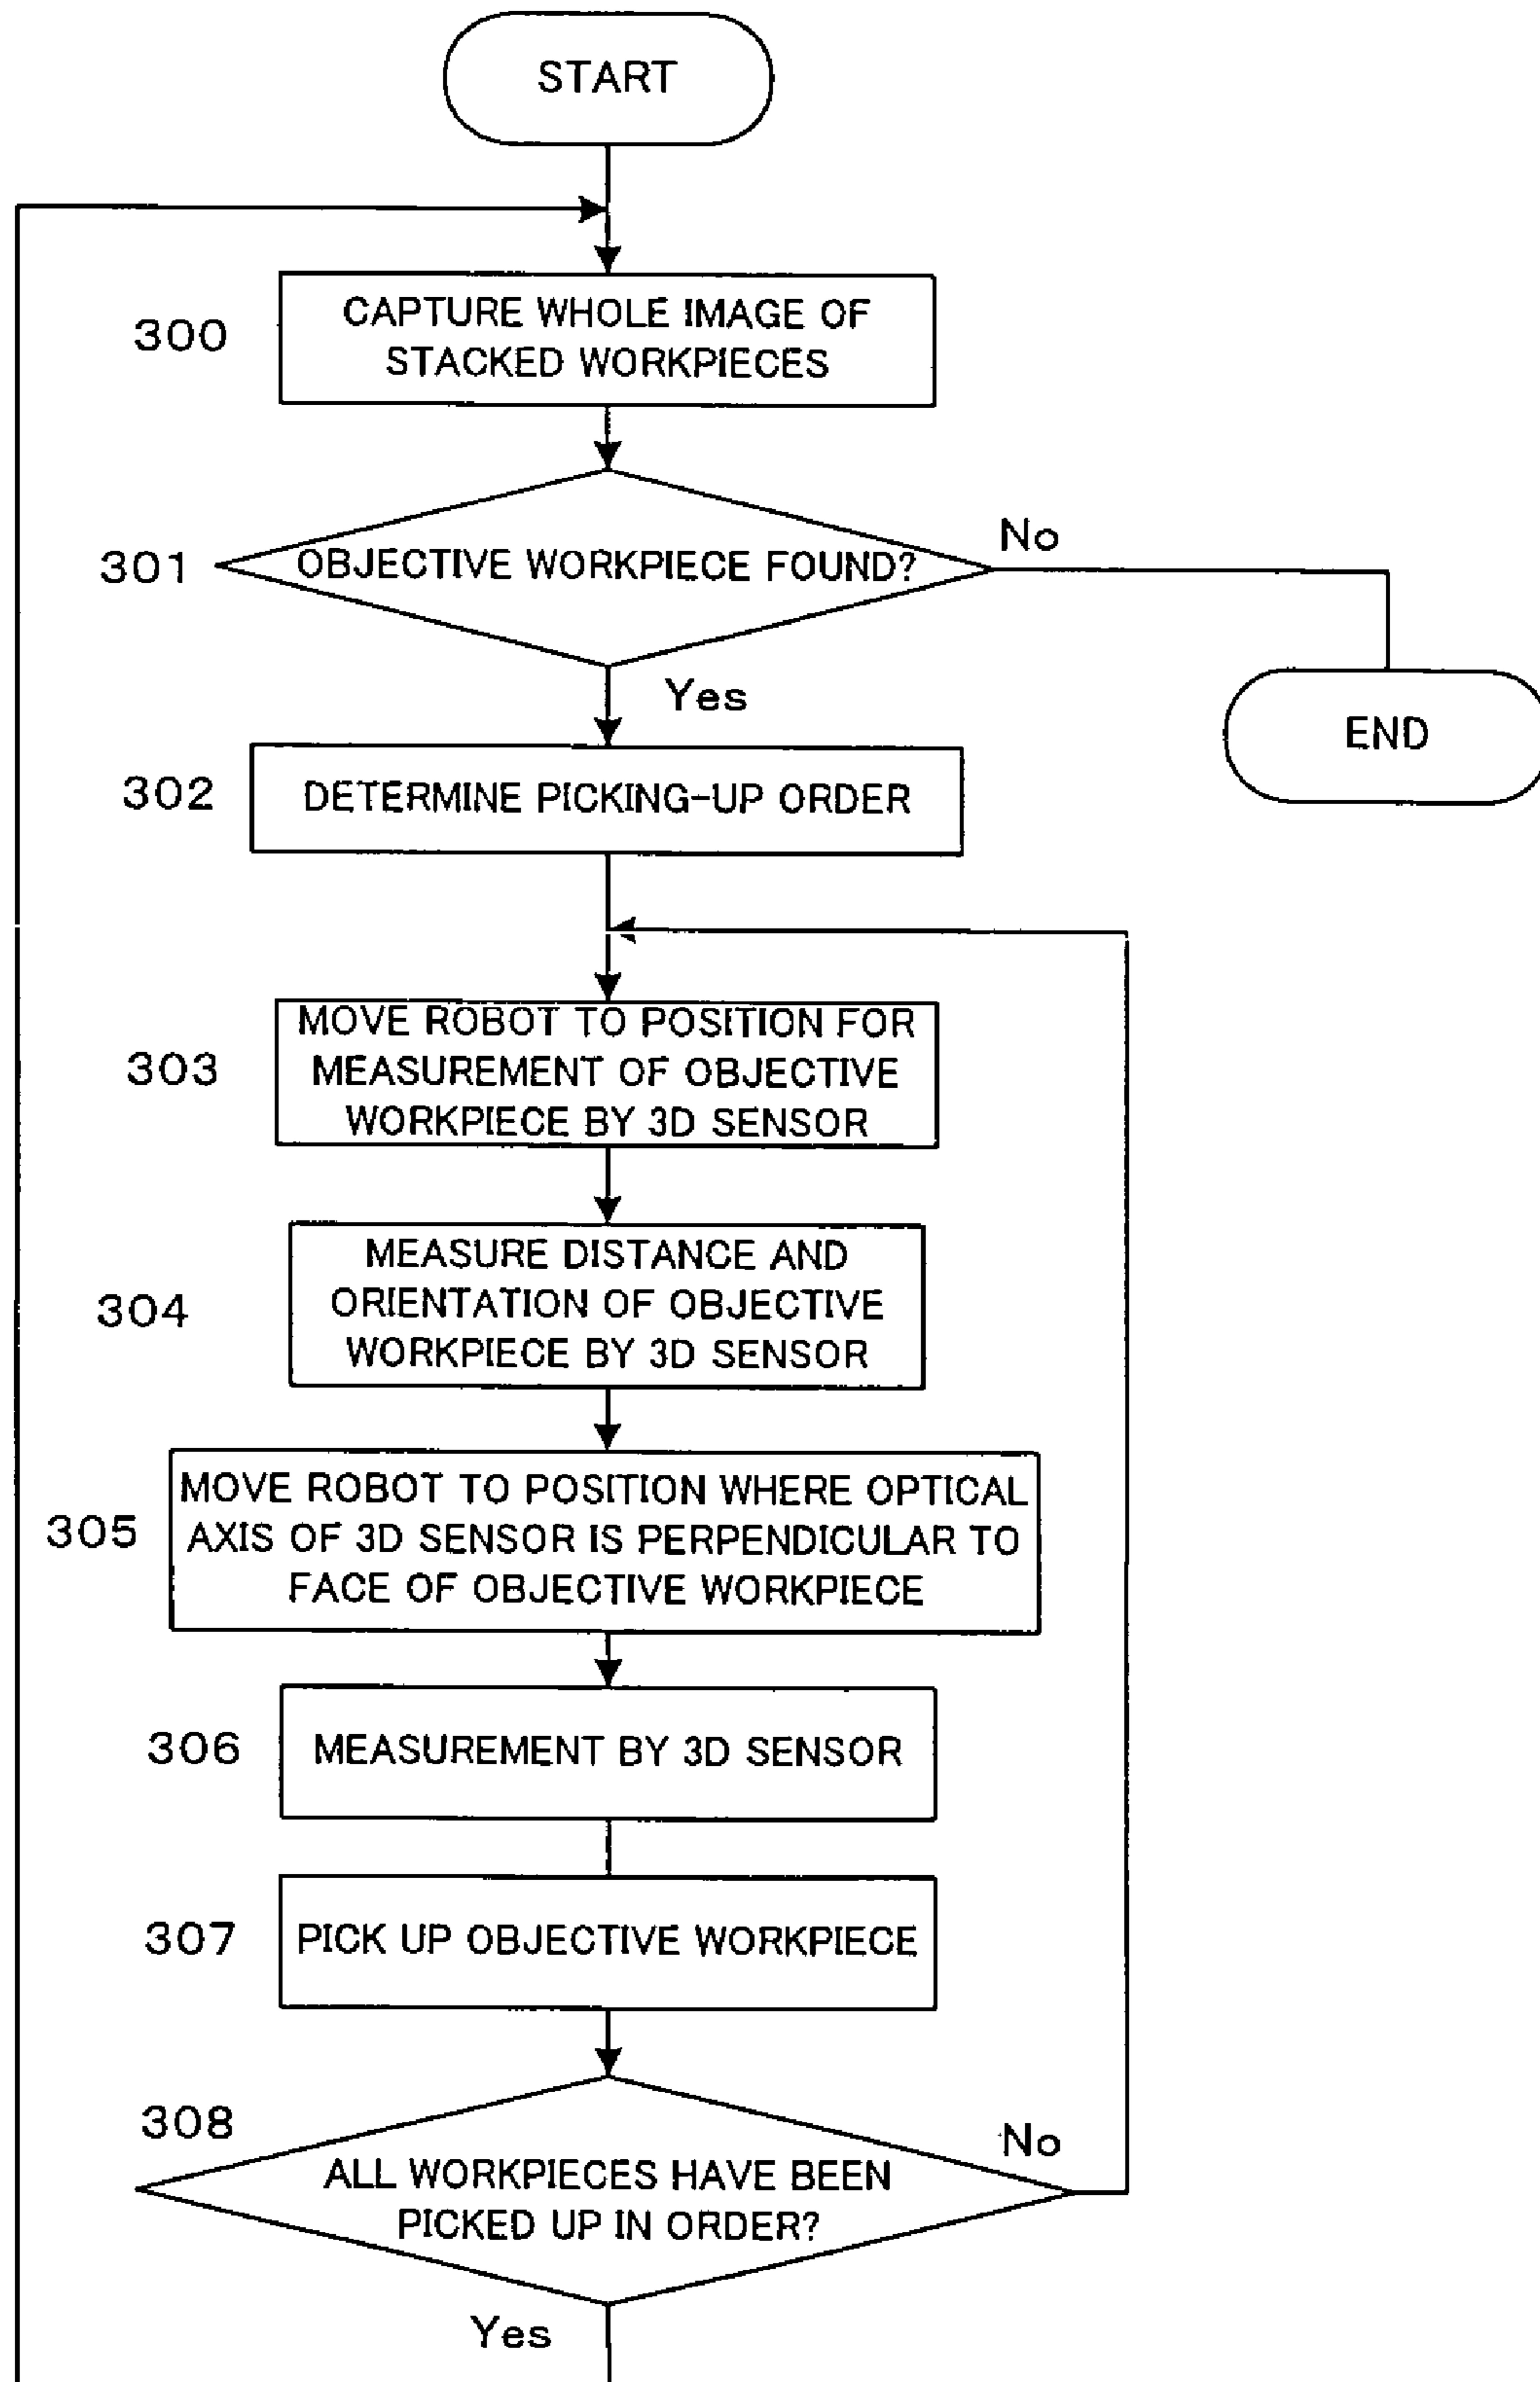 START
300
CAPTURE WHOLE IMAGE OF
STACKED WORKPIECES
301
OBJECTIVE WORKPIECE FOUND?
No
Yes
END
302
DETERMINE PICKING-UP ORDER
303
MOVE ROBOT TO POSITION FOR
MEASUREMENT OF OBJECTIVE
WORKPIECE BY 3D SENSOR
304
MEASURE DISTANCE AND
ORIENTATION OF OBJECTIVE
WORKPIECE BY 3D SENSOR
305
MOVE ROBOT TO POSITION WHERE OPTICAL
AXIS OF 3D SENSOR IS PERPENDICULAR TO
FACE OF OBJECTIVE WORKPIECE
306
MEASUREMENT BY 3D SENSOR
307
PICK UP OBJECTIVE WORKPIECE
308
No
ALL WORKPIECES HAVE BEEN
PICKED UP IN ORDER?
Yes